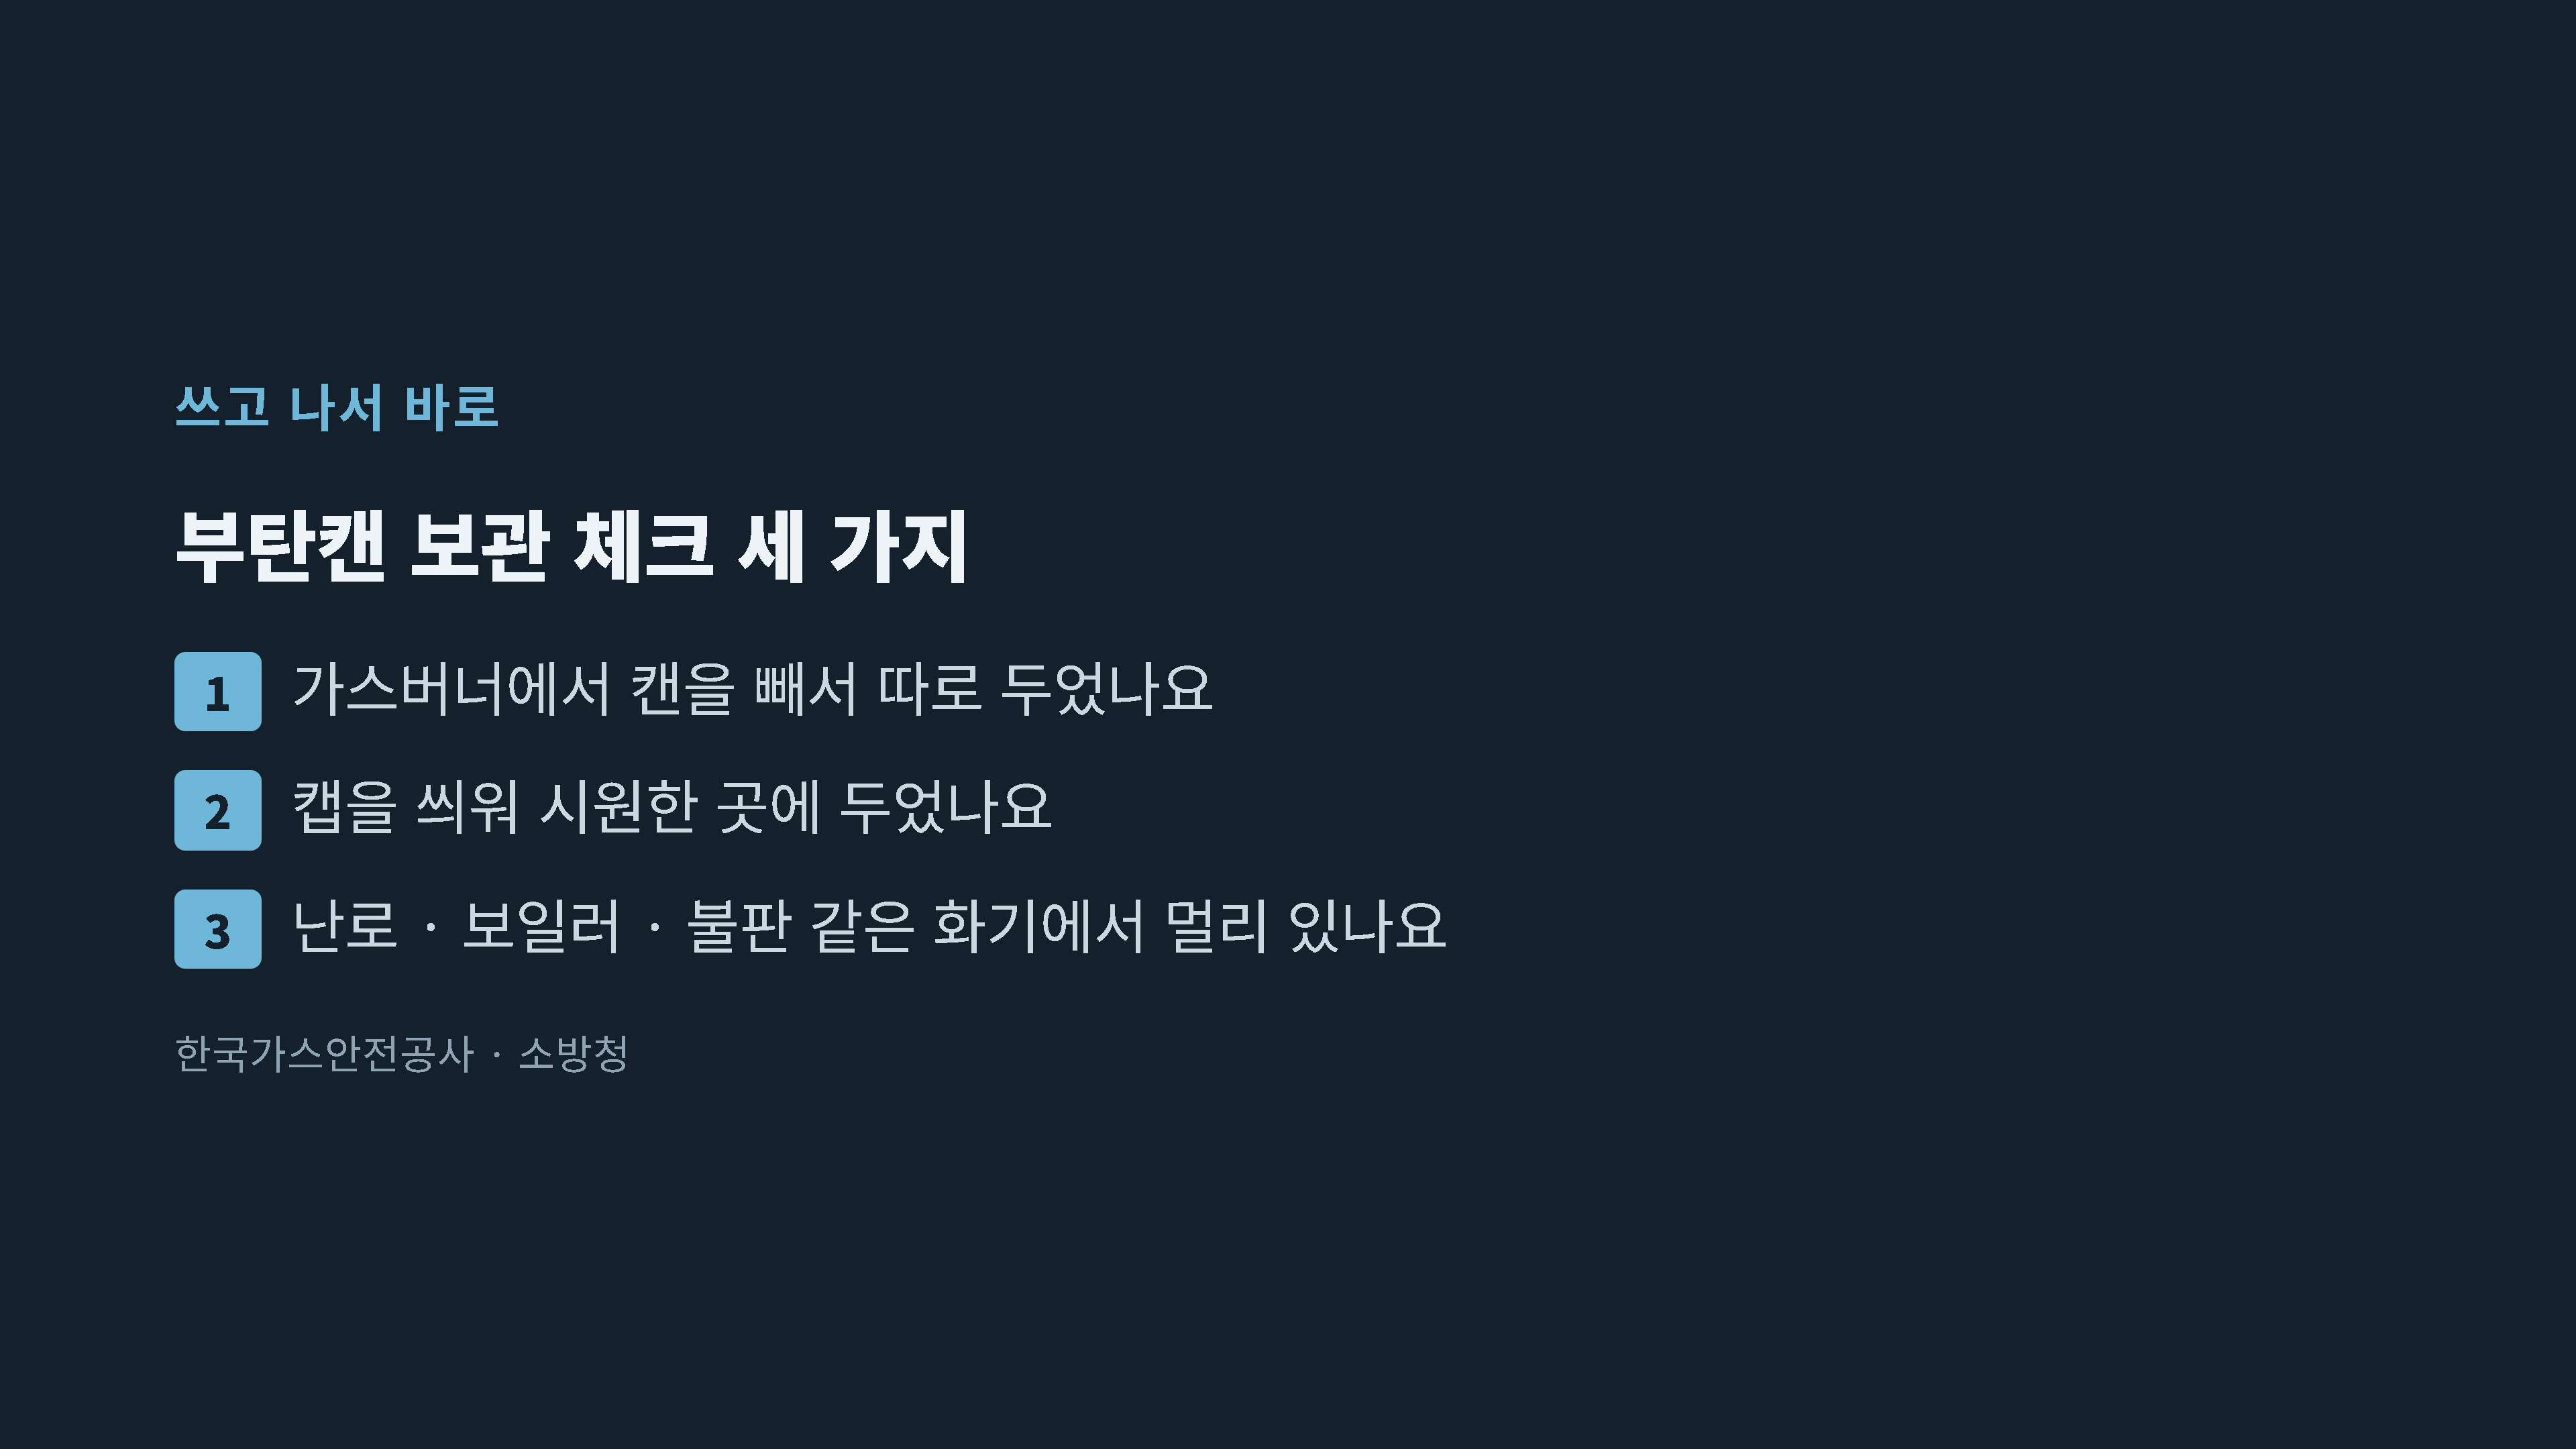 쓰고 나서 바로
부탄캔 보관 체크 세 가지
1 가스버너에서 캔을 빼서 따로 두었나요
2 캡을 씌워 시원한 곳에 두었나요
3 난로 · 보일러 · 불판 같은 화기에서 멀리 있나요
한국가스안전공사 · 소방청